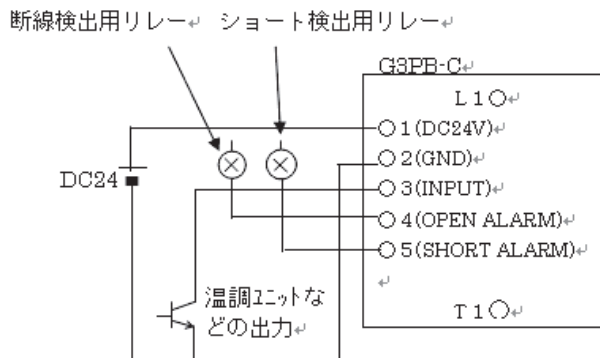 断線検出用リレー↵ ショート検出用リレー↵
G3PB-C↵
L1○↵
○1(DC24V)↵
○2(GND)↵
○3(INPUT)↵
○4(OPEN ALARM)↵
○5(SHORT ALARM)↵
↵
T1○↵
DC24
温調ユニットな
どの出力↵